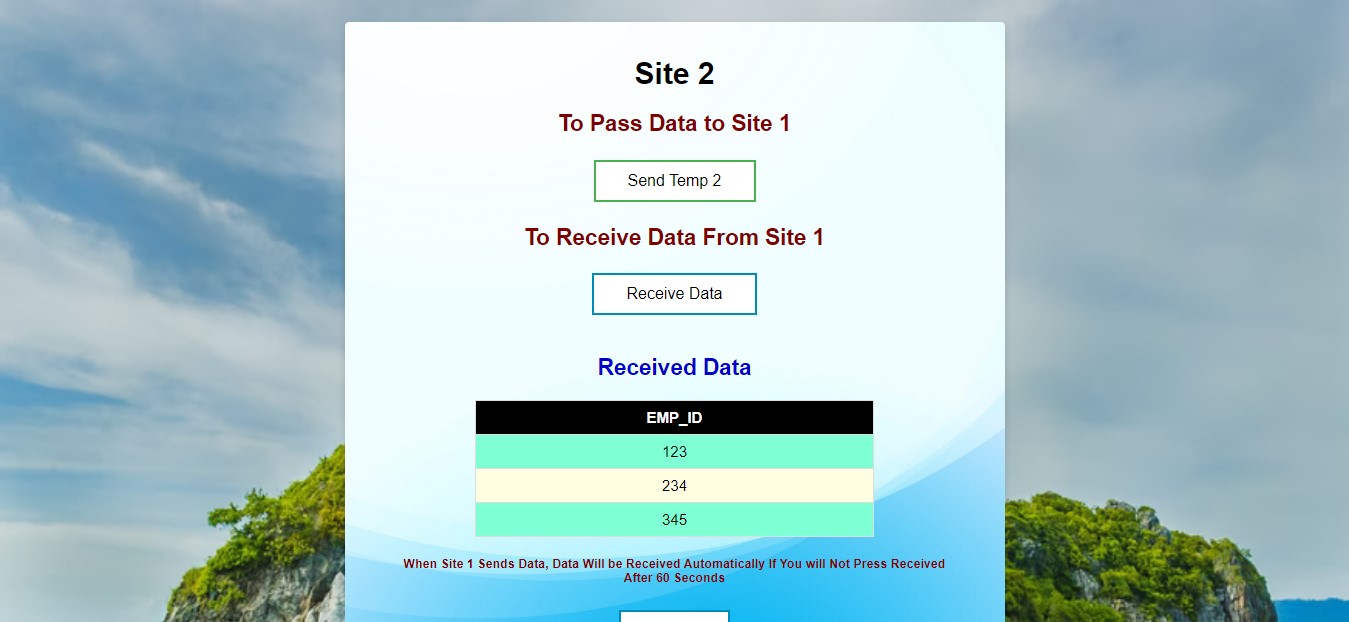 Site 2
To Pass Data to Site 1
Send Temp 2
To Receive Data From Site 1
Receive Data
Received Data
EMP_ID
123
234
345
When Site 1 Sends Data, Data Will be Received Automatically If You will Not Press Received
After 60 Seconds